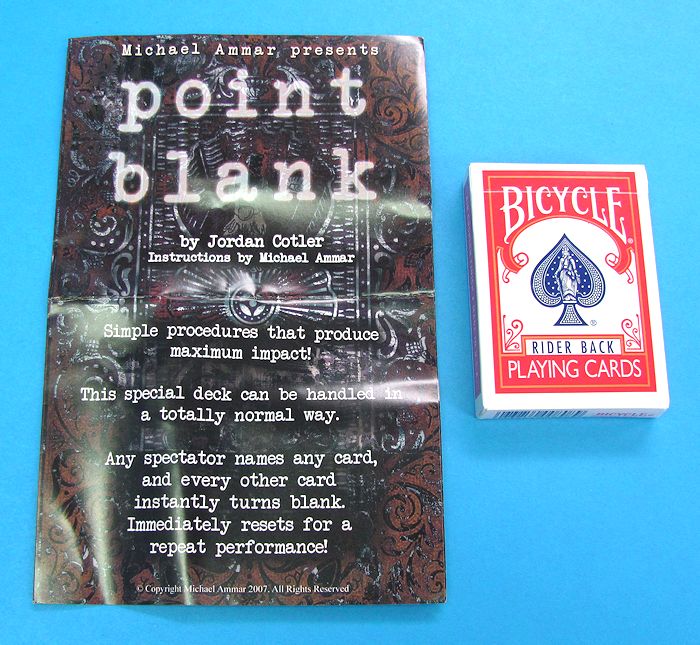 Michael Ammar presents
point
blank
by Jordan Cotler
Instructions by Michael Ammar
Simple procedures that produce
maximum impact!
This special deck can be handled in
a totally normal way.
Any spectator names any card,
and every other card
instantly turns blank.
Immediately resets for a
repeat performance!
© Copyright Michael Ammar 2007. All Rights Reserved
BICYCLE®
®
RIDER BACK
PLAYING CARDS
BICYCLE®